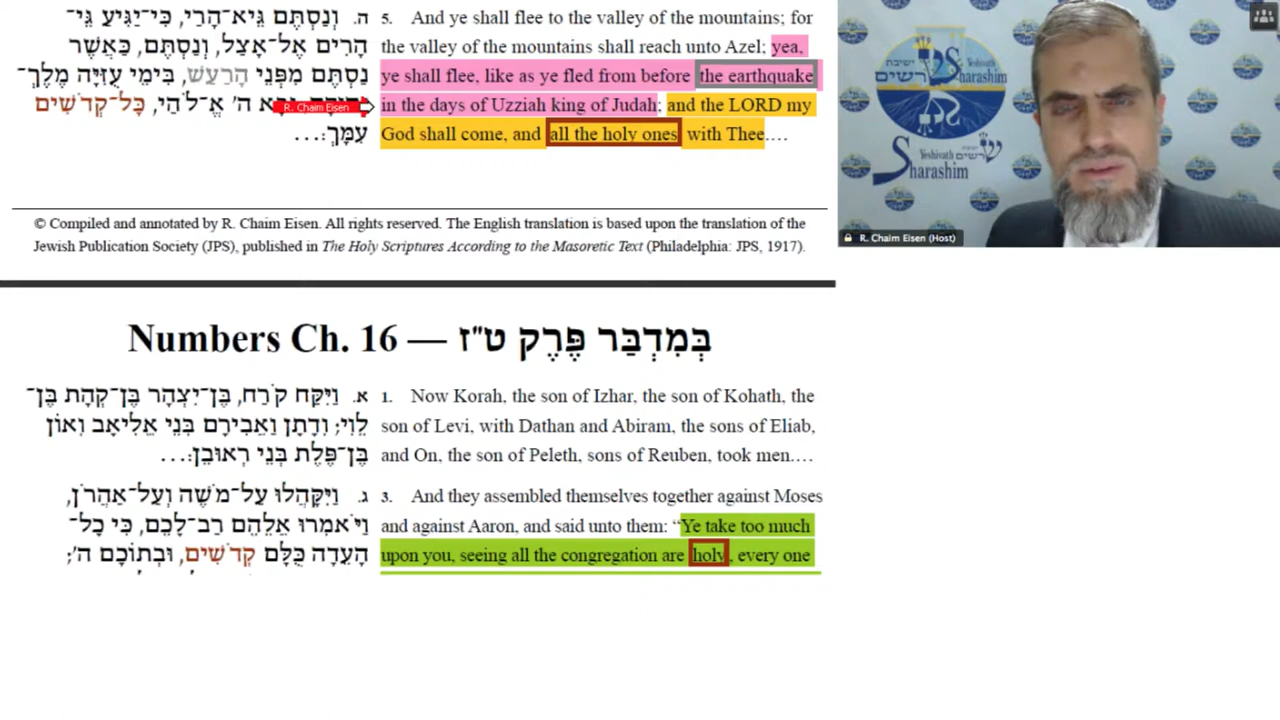 5. And ye shall flee to the valley of the mountains; for
the valley of the mountains shall reach unto Azel; yea,
ye shall flee, like as ye fled from before the earthquake
in the days of Uzziah king of Judah; and the LORD my
God shall come, and all the holy ones with Thee….
ה. וְנַסְתֶּם גֵּיא־הָרַי, כִּי־יַגִּיעַ גֵּי־
הָרִים אֶל־אָצַל, וְנַסְתֶּם, כַּאֲשֶׁר
נַסְתֶּם מִפְּנֵי הָרַעַשׁ, בִּימֵי עֻזִּיָּה מֶלֶךְ־
ה' אֱ־לֹהַי, כָּל־קְדֹשִׁים
עִמָּךְ:…
R. Chaim Eisen
© Compiled and annotated by R. Chaim Eisen. All rights reserved. The English translation is based upon the translation of the
Jewish Publication Society (JPS), published in The Holy Scriptures According to the Masoretic Text (Philadelphia: JPS, 1917).
Numbers Ch. 16 — בְּמִדְבַּר פֶּרֶק ט"ז
1. Now Korah, the son of Izhar, the son of Kohath, the
son of Levi, with Dathan and Abiram, the sons of Eliab,
and On, the son of Peleth, sons of Reuben, took men….
א. וַיִּקַּח קֹרַח, בֶּן־יִצְהָר בֶּן־קְהָת בֶּן־
לֵוִי; וְדָתָן וַאֲבִירָם בְּנֵי אֱלִיאָב וְאוֹן
בֶּן־פֶּלֶת בְּנֵי רְאוּבֵן:…
3. And they assembled themselves together against Moses
and against Aaron, and said unto them: “Ye take too much
upon you, seeing all the congregation are holy, every one
ג. וַיִּקָּהֲלוּ עַל־מֹשֶׁה וְעַל־אַהֲרֹן,
וַיֹּאמְרוּ אֲלֵהֶם רַב־לָכֶם, כִּי כָל־
הָעֵדָה כֻּלָּם קְדֹשִׁים, וּבְתוֹכָם ה';
ישיבת
שרשים
Sharashim
Yeshivath שרשים
Sharashim
R. Chaim Eisen (Host)